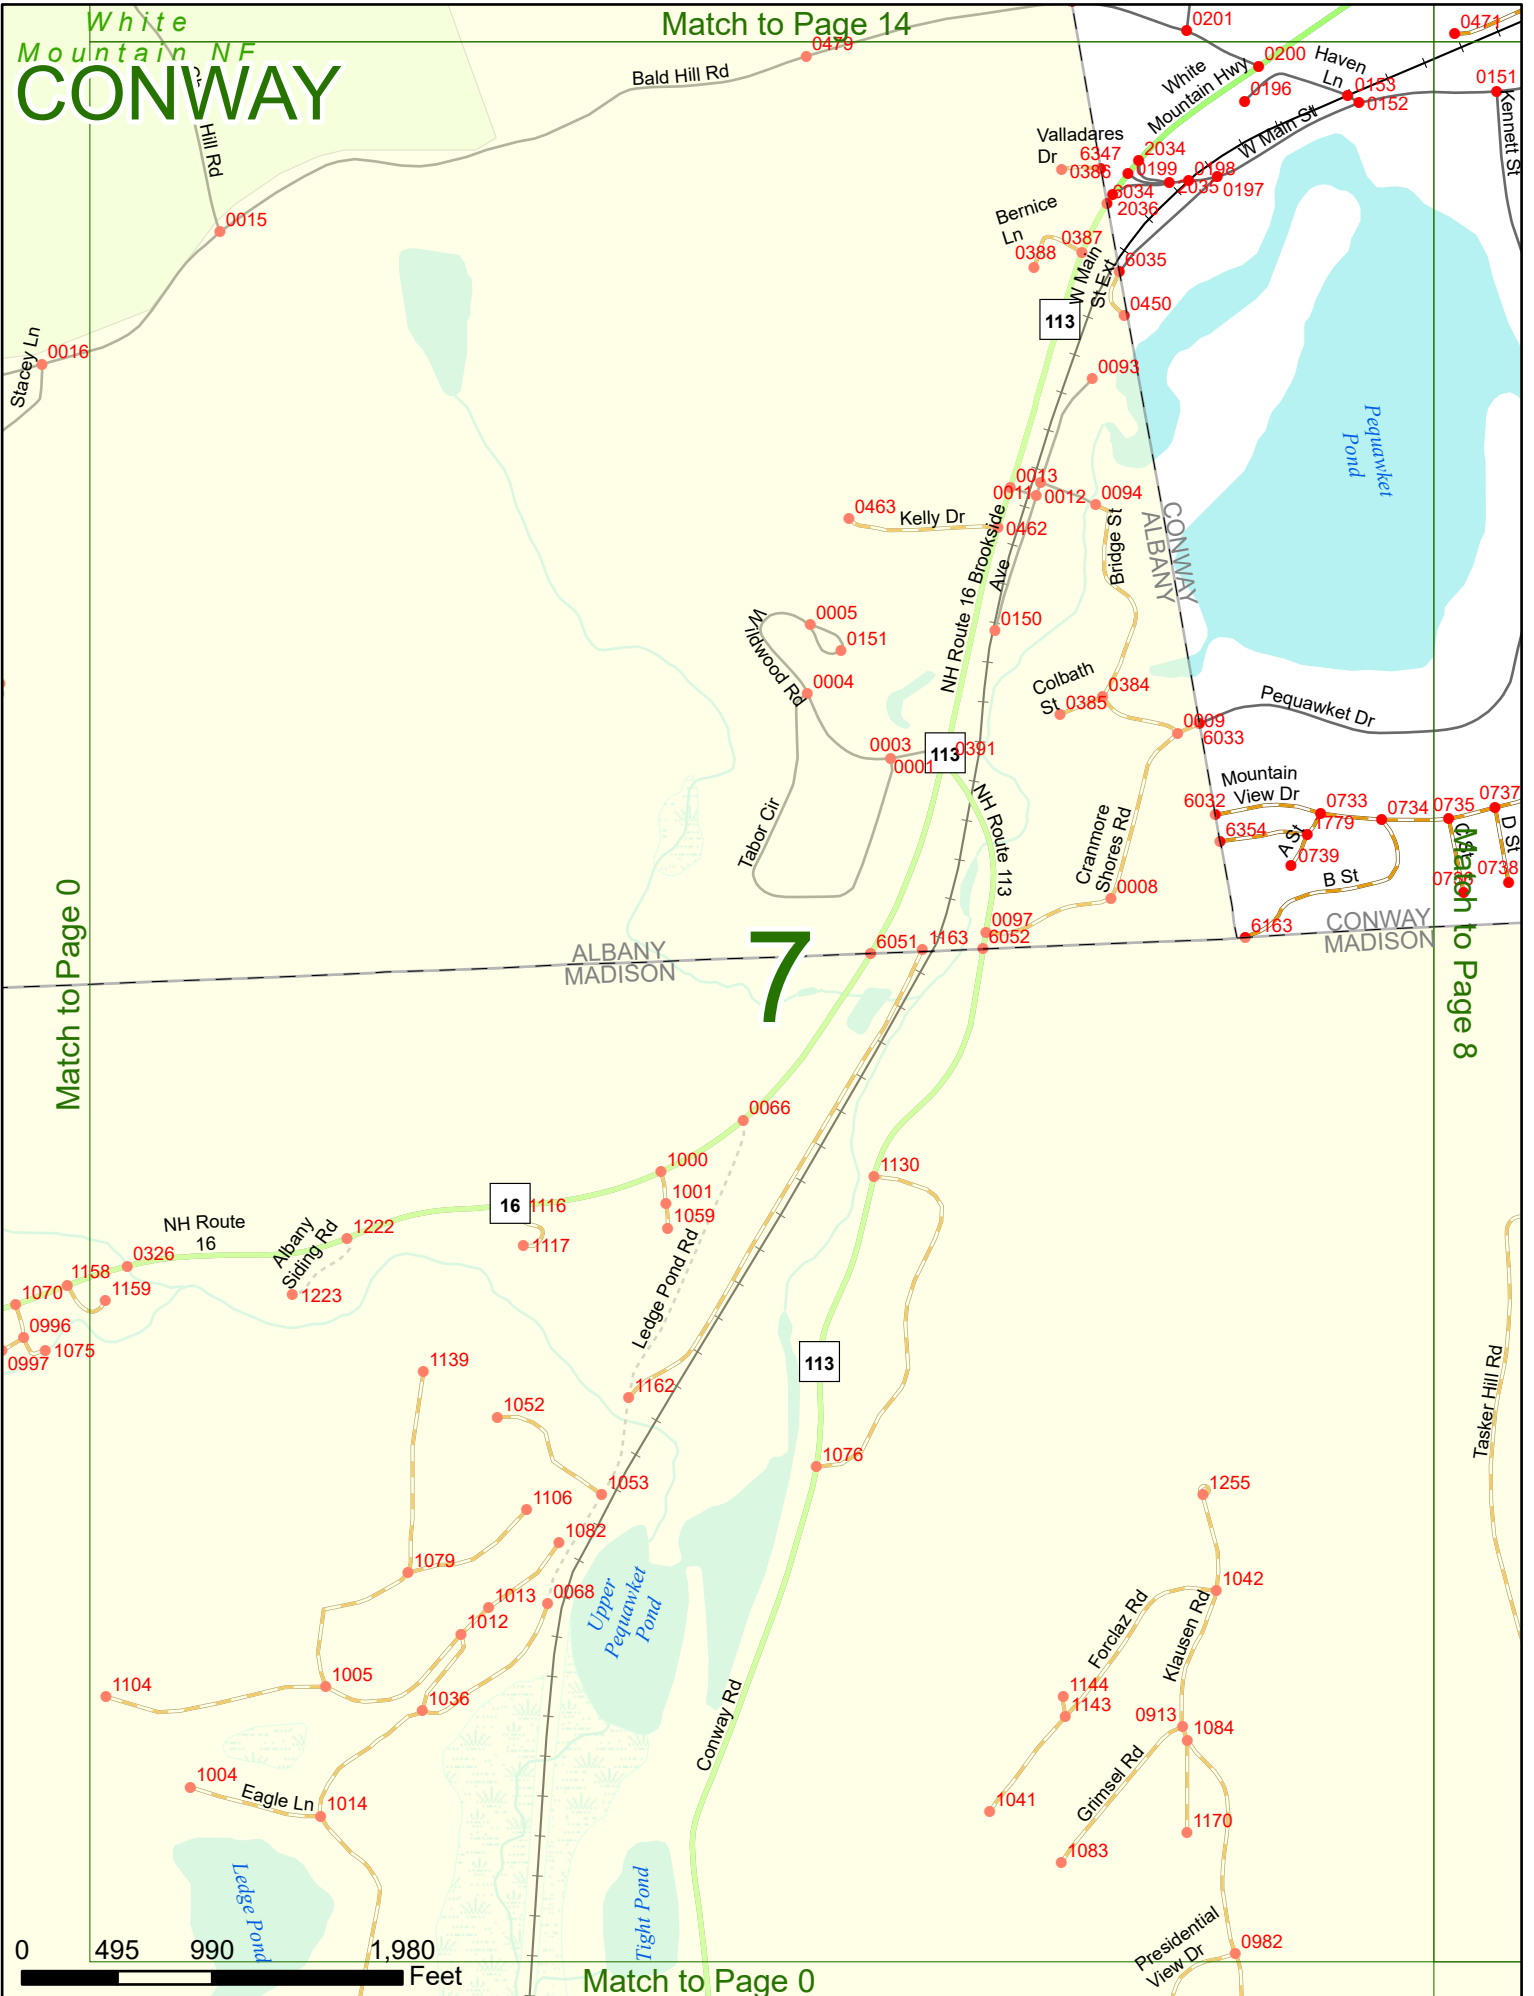 White
Mountain NF
CONWAY
Match to Page 14
Hill Rd
Bald Hill Rd
0479
0201
0200
0471
White
Mountain Hwy
Haven
Ln
0196
0153
0152
0151
Kennett St
W Main St
Valladares
Dr
6347
0386
2034
0199
0198
2035
0197
2036
Bernice
Ln
0388
0387
W Main
St Ext
6035
0450
0015
0016
Stacey Ln
113
0093
Pequawket
Pond
0013
0011
0012
0094
0463
Kelly Dr
0462
NH Route 16
Brookside
Ave
Bridge St
CONWAY
ALBANY
0005
0151
0150
Wildwood Rd
0004
Colbath
St
0384
0385
0009
6033
Pequawket Dr
0003
0001
113
0391
Tabor Cir
NH Route 113
Cranmore
Shores Rd
0008
Mountain
View Dr
6032
0733
0734
0735
0737
6354
1779
A St
0739
B St
D St
0738
6163
CONWAY
MADISON
Match to Page 0
Match to Page 8
0097
6052
6051
1163
ALBANY
MADISON
7
0066
1000
1001
1059
1130
16
1116
1117
NH Route
16
1222
Albany
Siding Rd
1223
0326
1158
1159
1070
0996
0997
1075
Ledge Pond Rd
113
1139
1052
1162
1076
1053
1106
1082
1079
1013
0068
1012
Upper
Pequawket
Pond
1255
1042
Forclaz Rd
Klausen Rd
Tasker Hill Rd
1104
1005
1036
1144
1143
0913
1084
Conway Rd
Grimsel Rd
1004
Eagle Ln
1014
1041
1083
1170
Ledge Pond
Tight Pond
Presidential
View Dr
0982
0
495
990
1,980
Feet
Match to Page 0